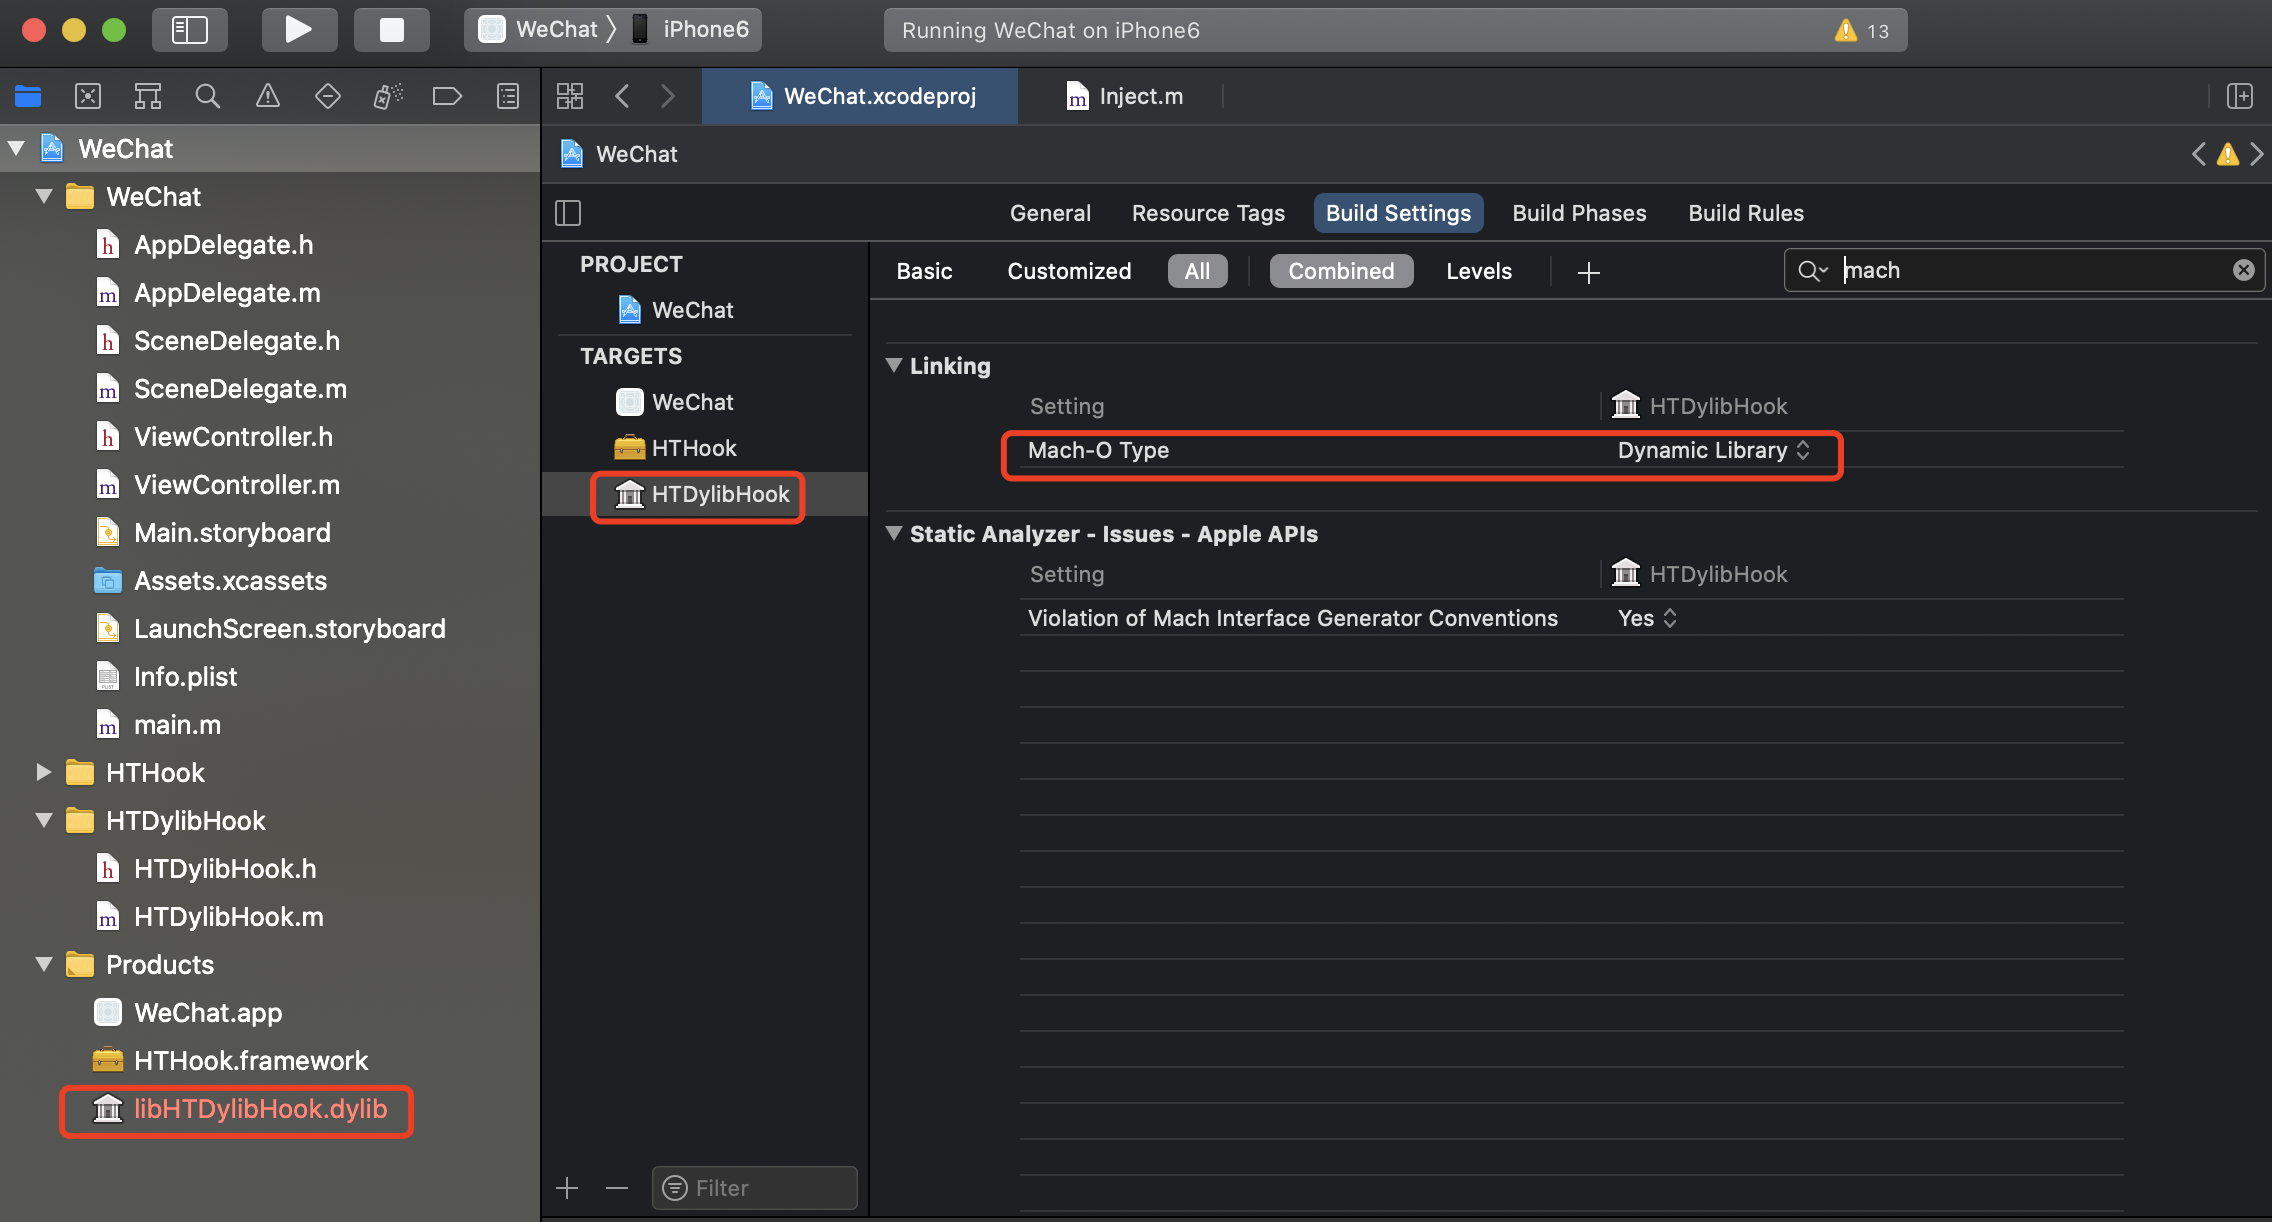 WeChat 〉 iPhone6
Running WeChat on iPhone6
13
WeChat.xcodeproj
m Inject.m
WeChat
WeChat
WeChat
h AppDelegate.h
m AppDelegate.m
h SceneDelegate.h
m SceneDelegate.m
h ViewController.h
m ViewController.m
Main.storyboard
Assets.xcassets
LaunchScreen.storyboard
Info.plist
m main.m
HTHook
HTDylibHook
h HTDylibHook.h
m HTDylibHook.m
Products
WeChat.app
HTHook.framework
libHTDylibHook.dylib
General
Resource Tags
Build Settings
Build Phases
Build Rules
PROJECT
WeChat
TARGETS
WeChat
HTHook
HTDylibHook
Filter
Basic
Customized
All
Combined
Levels
mach
Linking
Setting
HTDylibHook
Mach-O Type
Dynamic Library
Static Analyzer - Issues - Apple APIs
Setting
HTDylibHook
Violation of Mach Interface Generator Conventions
Yes